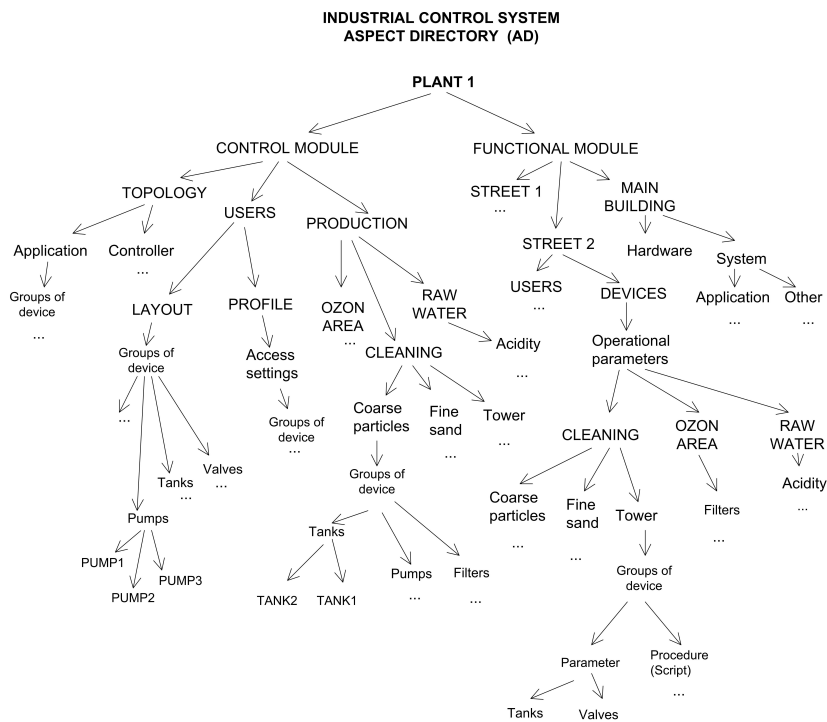 INDUSTRIAL CONTROL SYSTEM
ASPECT DIRECTORY (AD)
PLANT 1
CONTROL MODULE
FUNCTIONAL MODULE
TOPOLOGY
USERS
PRODUCTION
STREET 1
...
MAIN
BUILDING
Application
Controller
...
STREET 2
Hardware
System
Groups of
device
...
LAYOUT
PROFILE
OZON
AREA
...
RAW
WATER
USERS
...
DEVICES
Application
...
Other
...
Groups of
device
Access
settings
CLEANING
Acidity
...
Operational
parameters
...
Tanks
...
Valves
...
Groups of
device
...
Coarse
particles
Fine
sand
...
Tower
...
CLEANING
OZON
AREA
RAW
WATER
Groups of
device
Coarse
particles
...
Fine
sand
...
Tower
Filters
...
Acidity
...
Pumps
PUMP1
PUMP2
PUMP3
Tanks
TANK2
TANK1
Pumps
...
Filters
...
Groups of
device
Parameter
Procedure
(Script)
...
Tanks
Valves